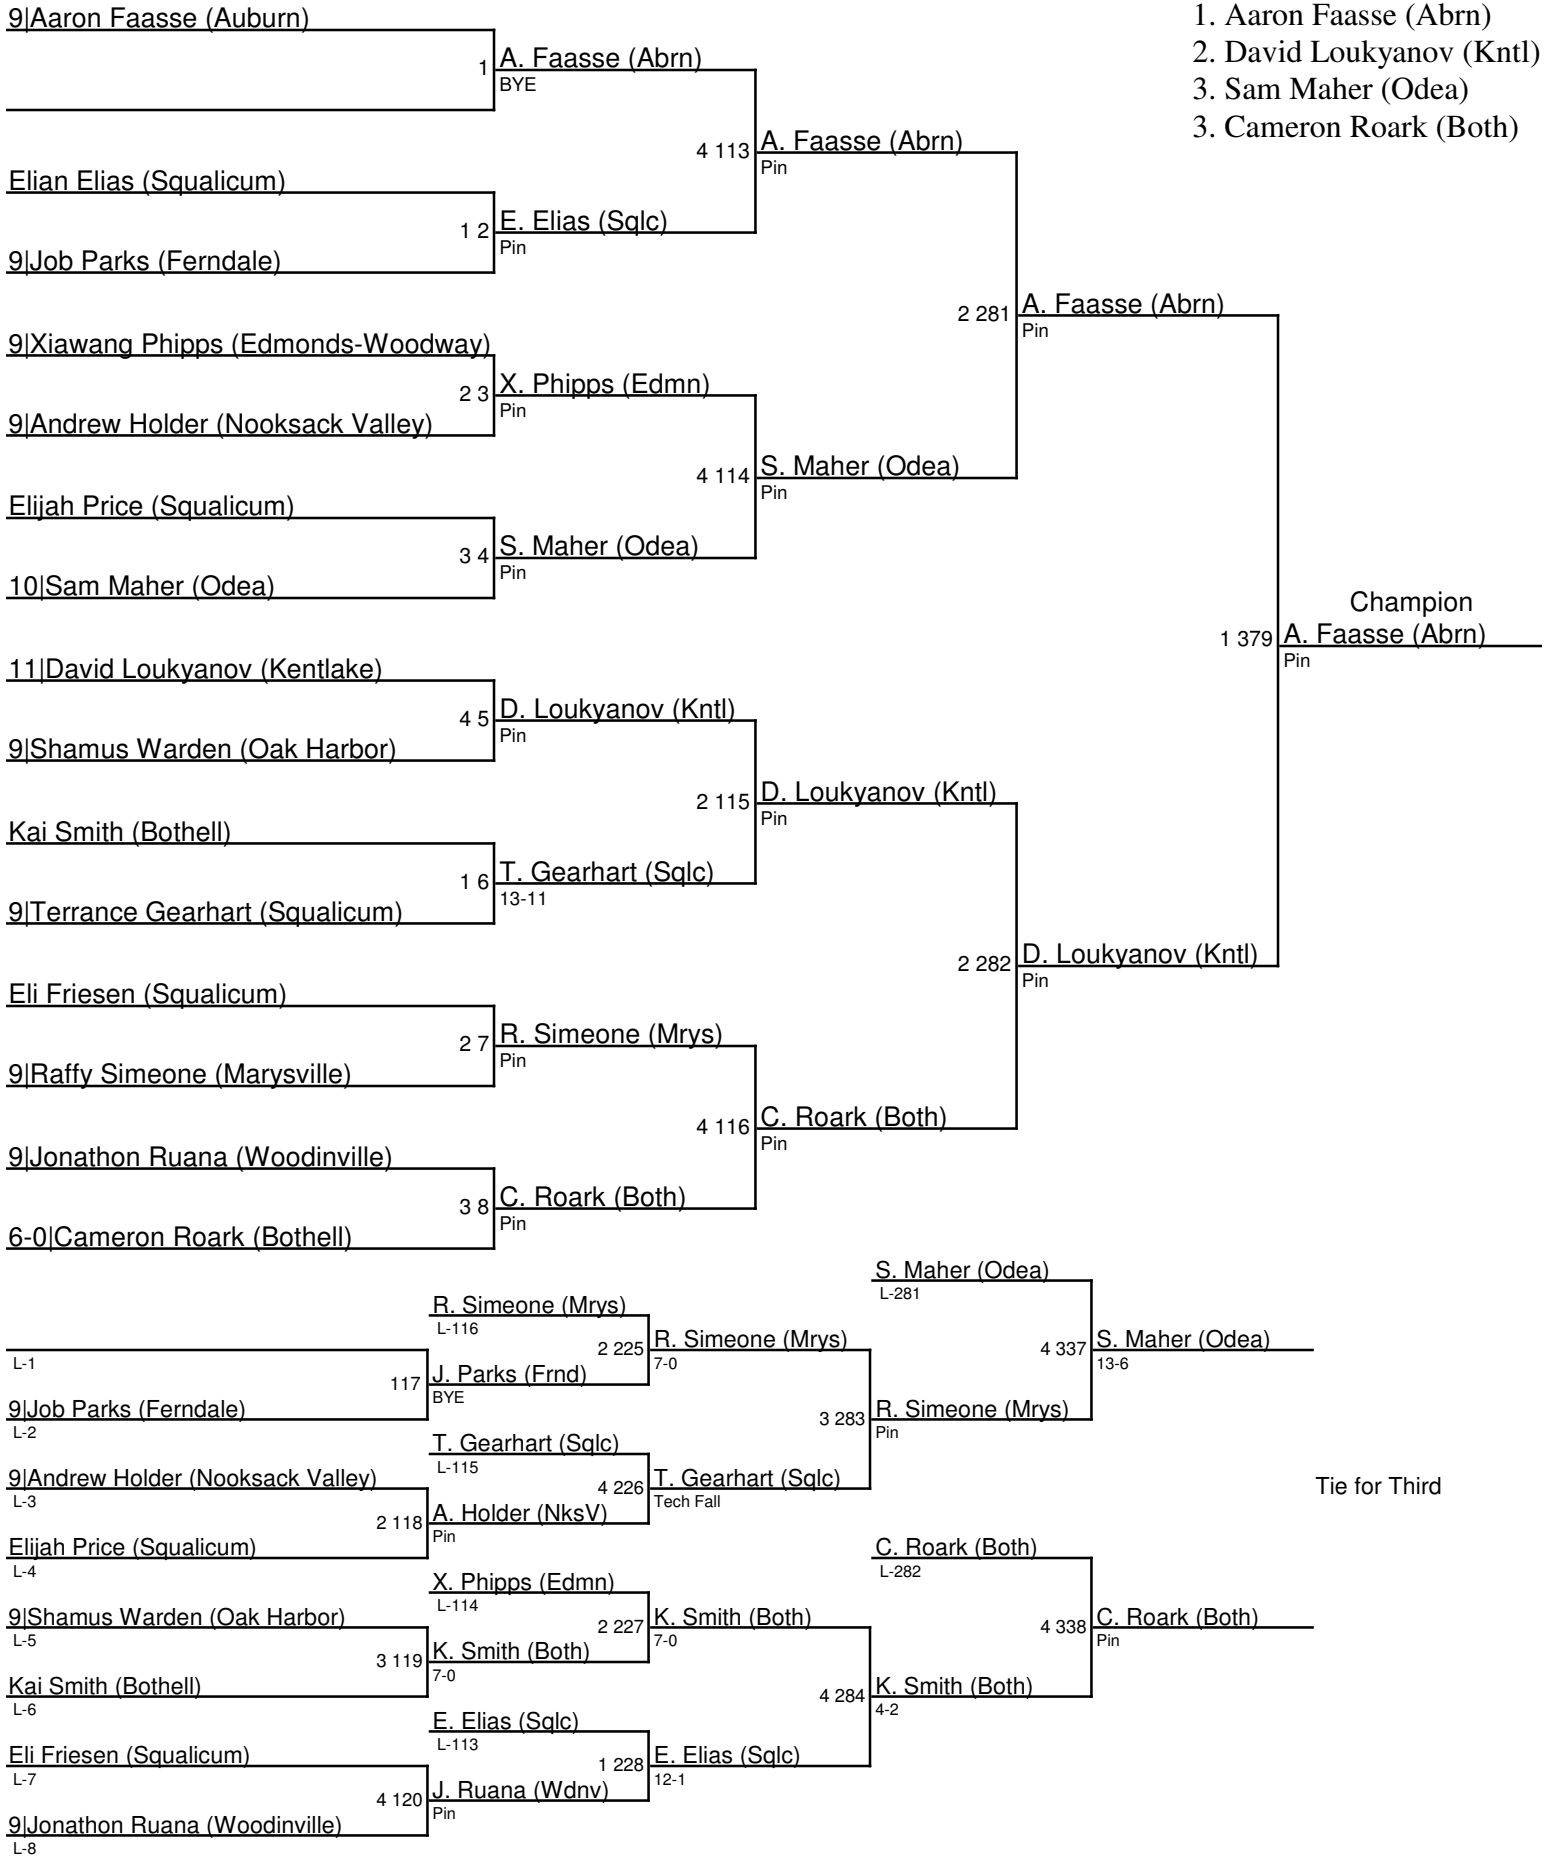 9|Aaron Faasse (Auburn)
1. Aaron Faasse (Abrn)
2. David Loukyanov (Kntl)
3. Sam Maher (Odea)
3. Cameron Roark (Both)
1
A. Faasse (Abrn)
BYE
4 113
A. Faasse (Abrn)
Pin
Elian Elias (Squalicum)
1 2
E. Elias (Sqlc)
Pin
9|Job Parks (Ferndale)
2 281
A. Faasse (Abrn)
Pin
9|Xiawang Phipps (Edmonds-Woodway)
2 3
X. Phipps (Edmn)
Pin
9|Andrew Holder (Nooksack Valley)
4 114
S. Maher (Odea)
Pin
Elijah Price (Squalicum)
3 4
S. Maher (Odea)
Pin
10|Sam Maher (Odea)
Champion
1 379
A. Faasse (Abrn)
Pin
11|David Loukyanov (Kentlake)
4 5
D. Loukyanov (Kntl)
Pin
9|Shamus Warden (Oak Harbor)
2 115
D. Loukyanov (Kntl)
Pin
Kai Smith (Bothell)
1 6
T. Gearhart (Sqlc)
13-11
9|Terrance Gearhart (Squalicum)
2 282
D. Loukyanov (Kntl)
Pin
Eli Friesen (Squalicum)
2 7
R. Simeone (Mrys)
Pin
9|Raffy Simeone (Marysville)
4 116
C. Roark (Both)
Pin
9|Jonathon Ruana (Woodinville)
3 8
C. Roark (Both)
Pin
6-0|Cameron Roark (Bothell)
S. Maher (Odea)
L-281
R. Simeone (Mrys)
L-116
2 225
R. Simeone (Mrys)
7-0
4 337
S. Maher (Odea)
13-6
L-1
117
J. Parks (Frnd)
BYE
9|Job Parks (Ferndale)
L-2
3 283
R. Simeone (Mrys)
Pin
T. Gearhart (Sqlc)
L-115
9|Andrew Holder (Nooksack Valley)
L-3
4 226
T. Gearhart (Sqlc)
Tech Fall
Tie for Third
2 118
A. Holder (NksV)
Pin
Elijah Price (Squalicum)
L-4
C. Roark (Both)
L-282
X. Phipps (Edmn)
L-114
9|Shamus Warden (Oak Harbor)
L-5
2 227
K. Smith (Both)
7-0
4 338
C. Roark (Both)
Pin
3 119
K. Smith (Both)
7-0
Kai Smith (Bothell)
L-6
4 284
K. Smith (Both)
4-2
E. Elias (Sqlc)
L-113
Eli Friesen (Squalicum)
L-7
1 228
E. Elias (Sqlc)
12-1
4 120
J. Ruana (Wdnv)
Pin
9|Jonathon Ruana (Woodinville)
L-8